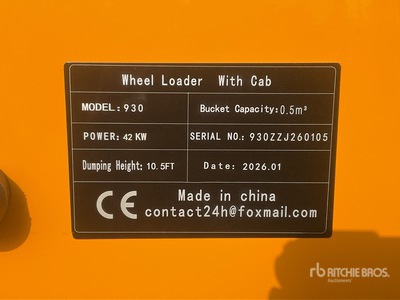 Wheel Loader With Cab
MODEL: 930
Bucket Capacity: 0.5m³
POWER: 42 KW
SERIAL NO.: 930ZZJ260105
Dumping Height: 10.5FT
Date: 2026.01
CE
Made in china
contact24h@foxmail.com
rb RITCHIE BROS.
Auctioneers